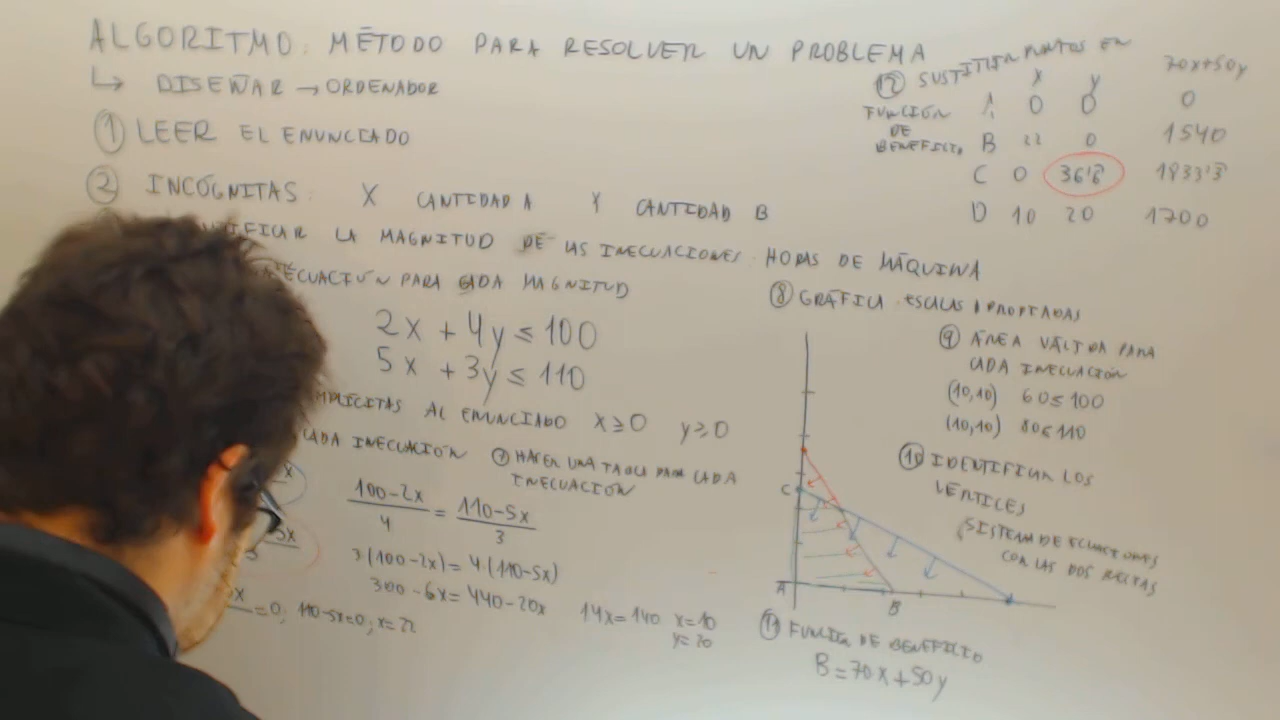 ALGORITMO: MÉTODO PARA RESOLVER UN PROBLEMA
↳ DISEÑAR → ORDENADOR
① LEER EL ENUNCIADO
② INCÓGNITAS: X CANTIDAD A Y CANTIDAD B
LA MAGNITUD DE LAS INECUACIONES. HORAS DE MÁQUINA
PARA CADA MAGNITUD
2x + 4y ≤ 100
5x + 3y ≤ 110
AL ENUNCIADO x ≥ 0 y ≥ 0
CADA INECUACIÓN ⑦ HACER UNA TABLA PARA CADA
INECUACIÓN
100-2x / 4 = 110-5x / 3
3(100-2x) = 4·(110-5x)
300-6x = 440-20x 14x = 140 x = 10
y = 20
=0; 110-5x=0; x=22
⑫ SUSTITUIR PUNTOS EN
FUNCIÓN
DE
BENEFICIO
x y 70x+50y
A 0 0 0
B 22 0 1540
C 0 36'6 1833'3
D 10 20 1700
⑧ GRÁFICA ESCALAS ADAPTADAS
⑨ ÁREA VÁLIDA PARA
CADA INECUACIÓN
(10,10) 60≤100
(10,10) 80≤110
⑩ IDENTIFICAR LOS
VERTICES
SISTEMA DE ECUACIONES
CON LAS DOS RECTAS
C
A
B
⑪ FUNCIÓN DE BENEFICIO
B = 70x + 50y